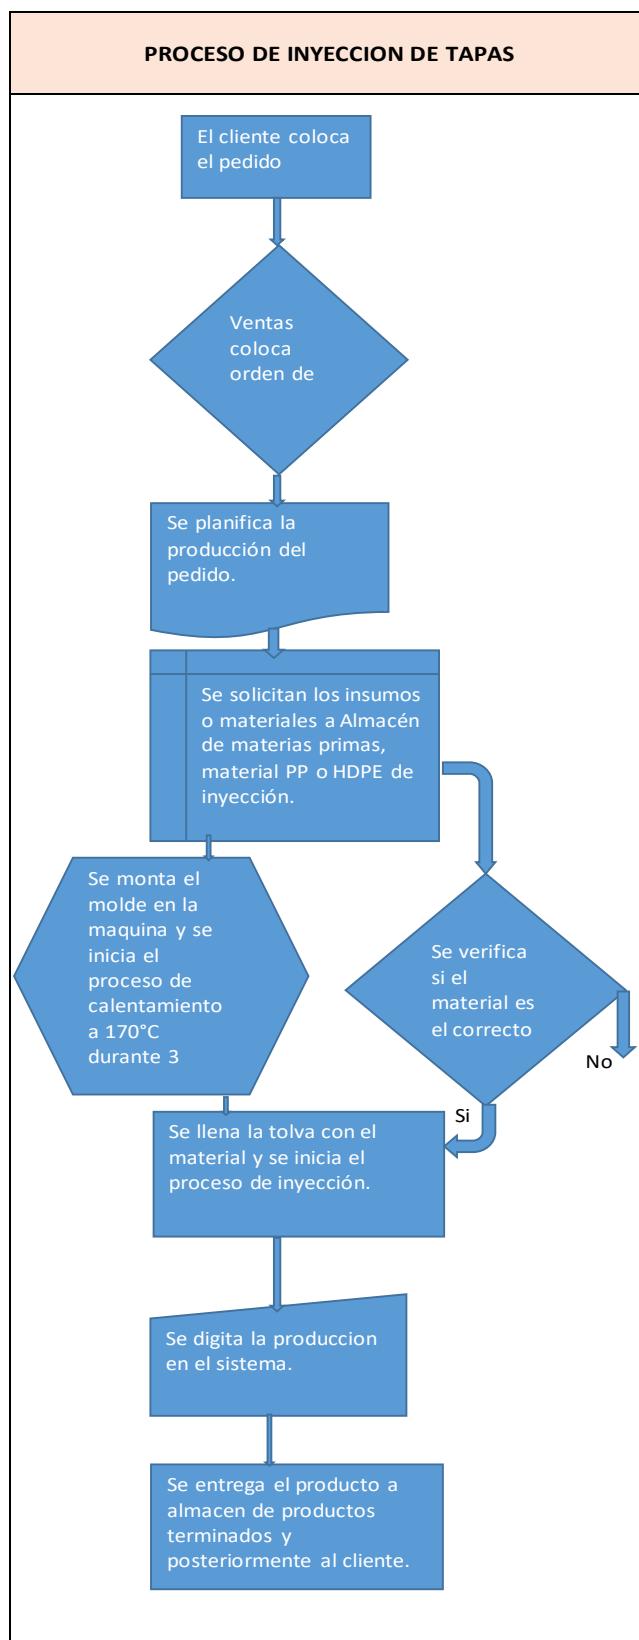 PROCESO DE INYECCION DE TAPAS
El cliente coloca
el pedido
Ventas
coloca
orden de
Se planifica la
producción del
pedido.
Se solicitan los insumos
o materiales a Almacén
de materias primas,
material PP o HDPE de
inyección.
Se monta el
molde en la
maquina y se
inicia el
proceso de
calentamiento
a 170°C
durante 3
Se verifica
si el
material es
el correcto
No
Si
Se llena la tolva con el
material y se inicia el
proceso de inyección.
Se digita la produccion
en el sistema.
Se entrega el producto a
almacen de productos
terminados y
posteriormente al cliente.